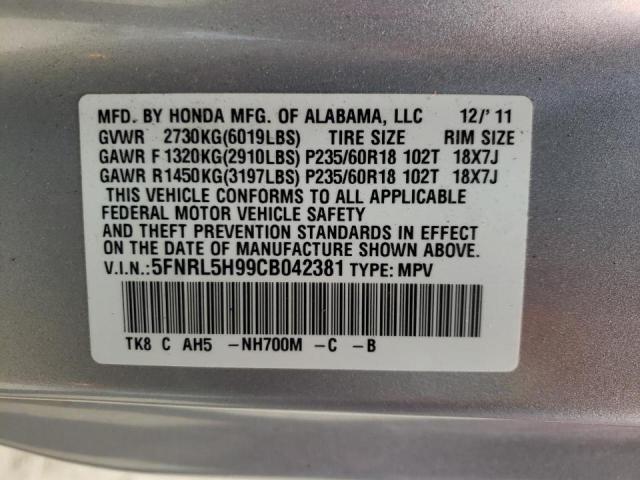 MFD. BY HONDA MFG. OF ALABAMA, LLC 12/'11
GVWR 2730KG(6019LBS) TIRE SIZE RIM SIZE
GAWR F 1320KG(2910LBS) P235/60R18 102T 18X7J
GAWR R1450KG(3197LBS) P235/60R18 102T 18X7J
THIS VEHICLE CONFORMS TO ALL APPLICABLE
FEDERAL MOTOR VEHICLE SAFETY
AND THEFT PREVENTION STANDARDS IN EFFECT
ON THE DATE OF MANUFACTURE SHOWN ABOVE.
V.I.N.:5FNRL5H99CB042381 TYPE: MPV
TK8 C AH5 -NH700M -C -B